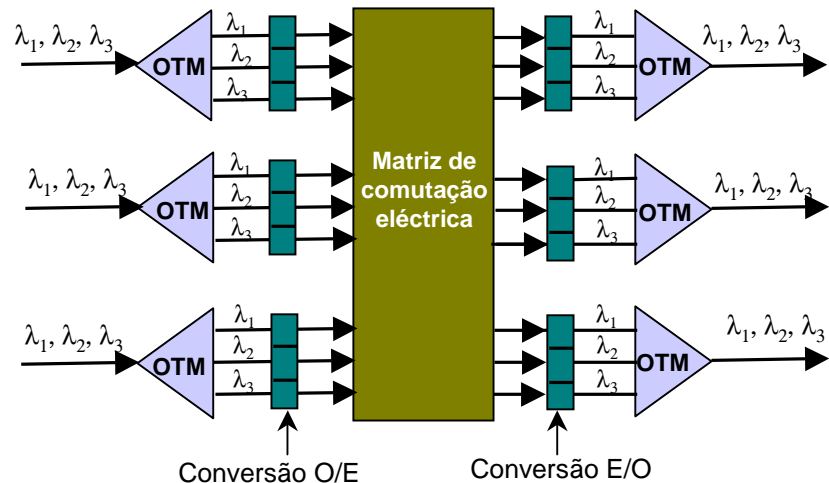 λ1, λ2, λ3
OTM
λ1
λ2
λ3
λ1
λ2
λ3
OTM
λ1, λ2, λ3
λ1, λ2, λ3
OTM
λ1
λ2
λ3
Matriz de
comutação
eléctrica
λ1
λ2
λ3
OTM
λ1, λ2, λ3
λ1, λ2, λ3
OTM
λ1
λ2
λ3
λ1
λ2
λ3
OTM
λ1, λ2, λ3
Conversão O/E
Conversão E/O